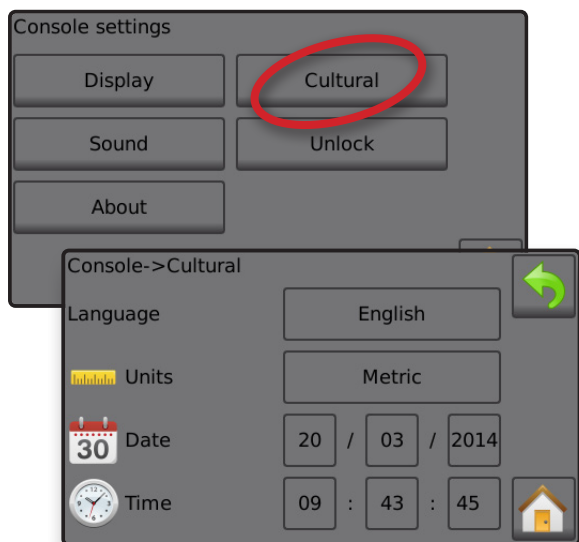 Console settings
Display Cultural
Sound Unlock
About
Console->Cultural
Language English
Units Metric
30 Date 20 / 03 / 2014
Time 09 : 43 : 45